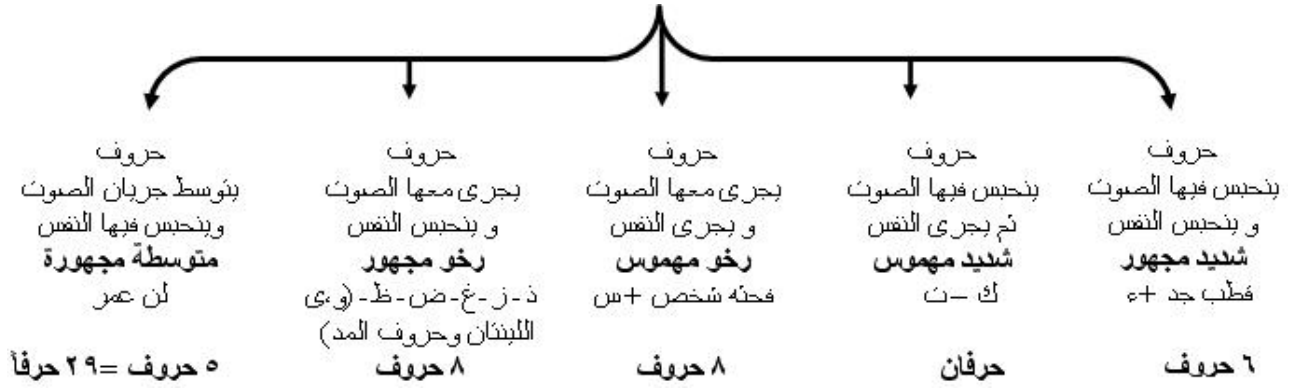 حروف
ينحبس فيها الصوت
و ينحبس النفس
شديد مجهور
قطب جد +ء
٦ حروف
حروف
ينحبس فيها الصوت
ثم يجرى النفس
شديد مهموس
ك – ت
حرفان
حروف
يجرى معها الصوت
و يجرى النفس
رخو مهموس
فحثه شخص +س
٨ حروف
حروف
يجرى معها الصوت
و ينحبس النفس
رخو مجهور
ذ - ز - غ - ض - ظ - (و،ى
اللينتان وحروف المد)
٨ حروف
حروف
يتوسط جريان الصوت
وينحبس فيها النفس
متوسطة مجهورة
لن عمر
٥ حروف =٢٩ حرفاً